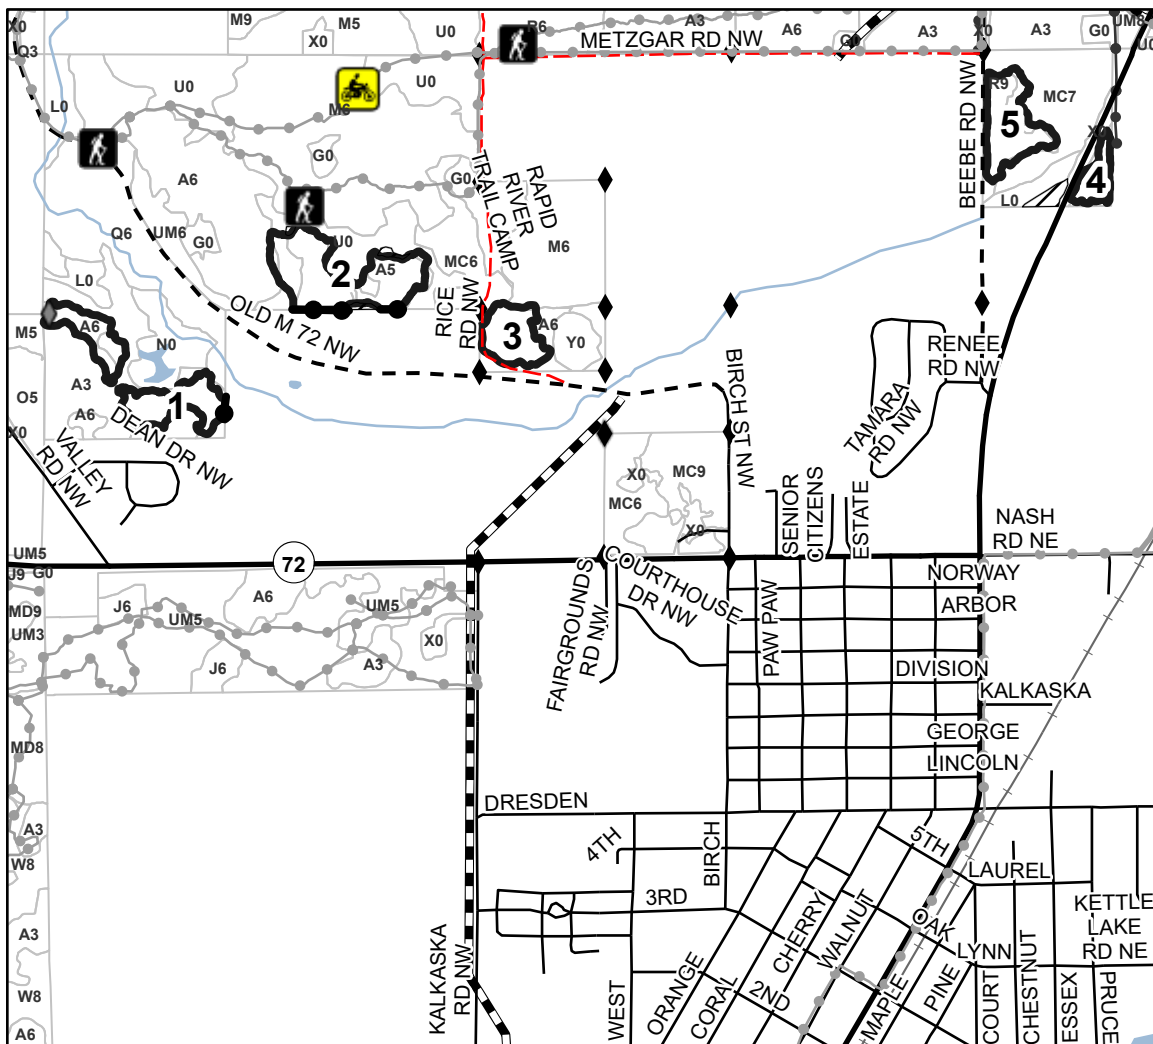 X0
M9
M5
X0
U0
R6
A3
A6
G0
A3
X0
A3
G0
UM8
U0
Q3
METZGAR RD NW
U0
U0
M6
L0
G0
A6
G0
TRAIL CAMP
RIVER
RAPID
BEEBE RD NW
R9
MC7
5
X0
4
L0
Q6
UM6
G0
U0
2
A5
MC6
M6
L0
OLD M 72 NW
RICE
RD NW
M5
A6
N0
3
A6
Y0
A3
1
O5
A6
X0
DEAN DR NW
VALLEY
RD NW
BIRCH ST NW
RENEE
RD NW
TAMARA
RD NW
X0
MC9
MC6
X0
SENIOR
CITIZENS
ESTATE
NASH
RD NE
UM5
72
J9
G0
MD9
UM3
J6
A6
UM5
UM5
X0
J6
A3
FAIRGROUNDS
RD NW
COURTHOUSE
DR NW
PAW PAW
NORWAY
ARBOR
DIVISION
KALKASKA
GEORGE
LINCOLN
MD8
A3
W8
A3
W8
A6
DRESDEN
4TH
BIRCH
5TH
LAUREL
3RD
KALKASKA
RD NW
WEST
ORANGE
CORAL
CHERRY
WALNUT
2ND
OAK
MAPLE
PINE
LYNN
COURT
CHESTNUT
ESSEX
PRUCE
KETTLE
LAKE
RD NE